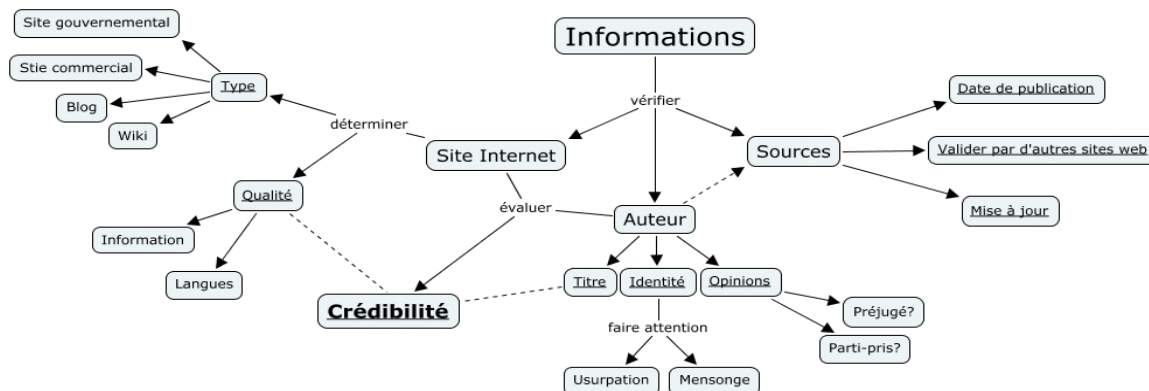 Informations
Site gouvernemental
Stie commercial
Type
Blog
Wiki
déterminer
vérifier
Site Internet
Sources
Date de publication
Valider par d'autres sites web
Mise à jour
Qualité
Information
Langues
évaluer
Auteur
Crédibilité
Titre
Identité
Opinions
Préjugé?
Parti-pris?
faire attention
Usurpation
Mensonge